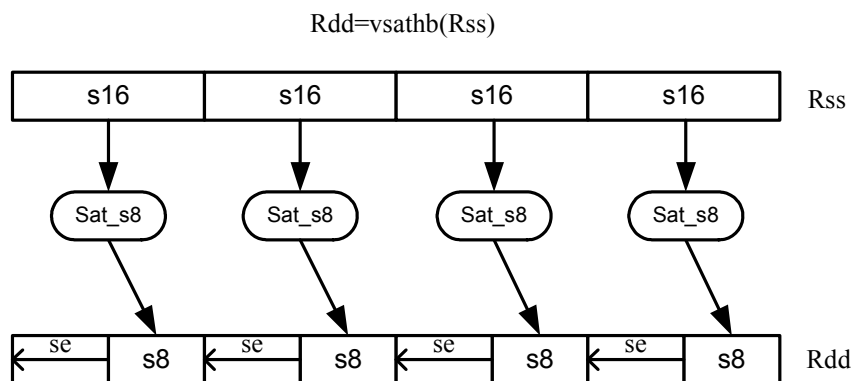 Rdd=vsathb(Rss)
s16 s16 s16 s16 Rss
Sat_s8 Sat_s8 Sat_s8 Sat_s8
se s8 se s8 se s8 se s8 Rdd